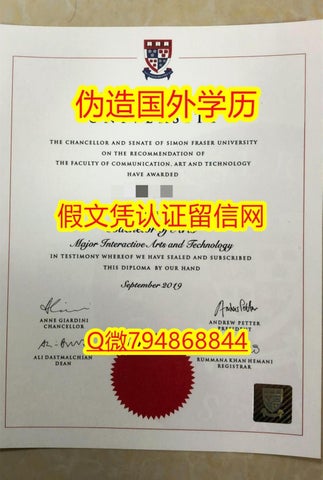 伪造国外学历
THE CHANCELLOR AND SENATE OF SIMON FRASER UNIVERSITY
ON THE RECOMMENDATION OF
THE FACULTY OF COMMUNICATION, ART AND TECHNOLOGY
HAVE AWARDED
假文凭认证留信网
Major Interactive Arts and Technology
IN TESTIMONY WHEREOF WE HAVE SEALED AND SUBSCRIBED
THIS DIPLOMA BY OUR HAND
September 2019
ANNE GIARDINI
CHANCELLOR
ANDREW PETTER
PRESIDENT
Q微794868844
ALI DASTMALCHIAN
DEAN
RUMMANA KHAN HEMANI
REGISTRAR